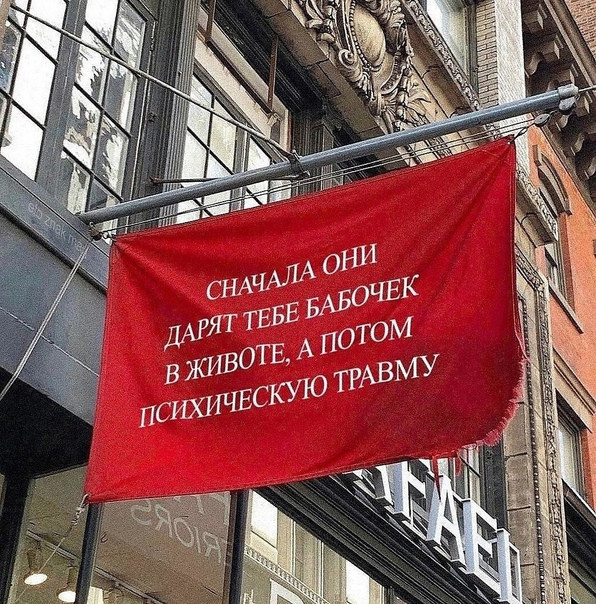 СНАЧАЛА ОНИ
ДАРЯТ ТЕБЕ БАБОЧЕК
В ЖИВОТЕ, А ПОТОМ
ПСИХИЧЕСКУЮ ТРАВМУ